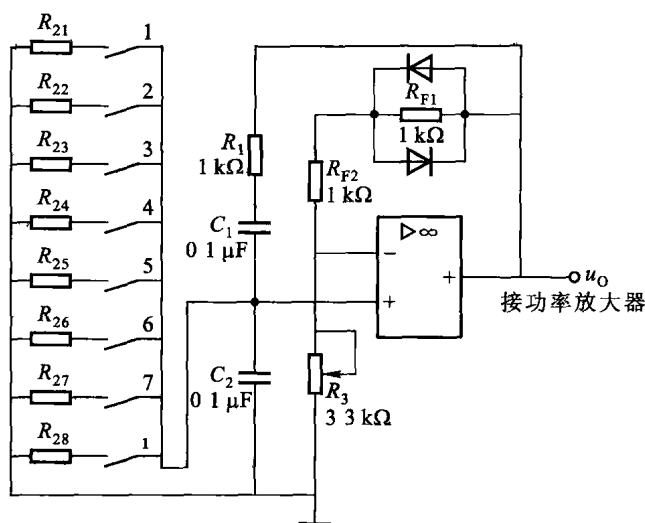 R21
1
R22
2
R23
3
R24
4
R25
5
R26
6
R27
7
R28
i
R1
1 kΩ
C1
0 1 μF
C2
0 1 μF
RF1
1 kΩ
RF2
1 kΩ
▷∞
−
+
+
uO
接功率放大器
R3
3 3 kΩ